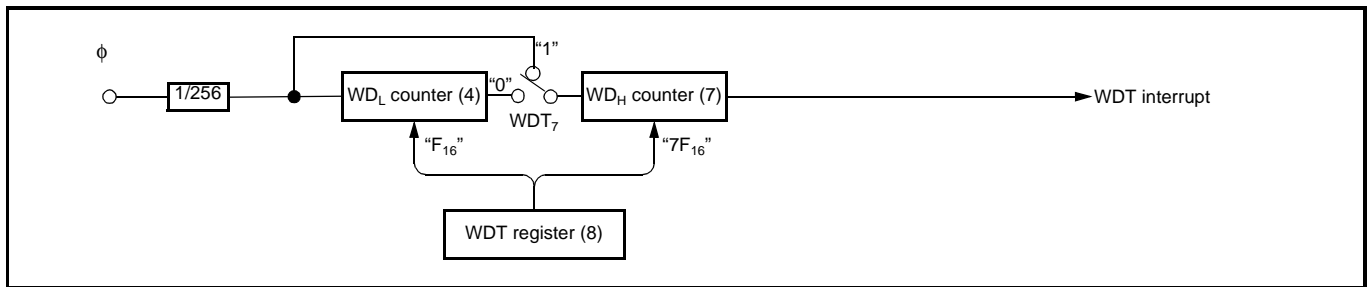 ϕ
“1”
1/256
WDL counter (4)
“0”
WDH counter (7)
WDT interrupt
WDT7
“F16”
“7F16”
WDT register (8)